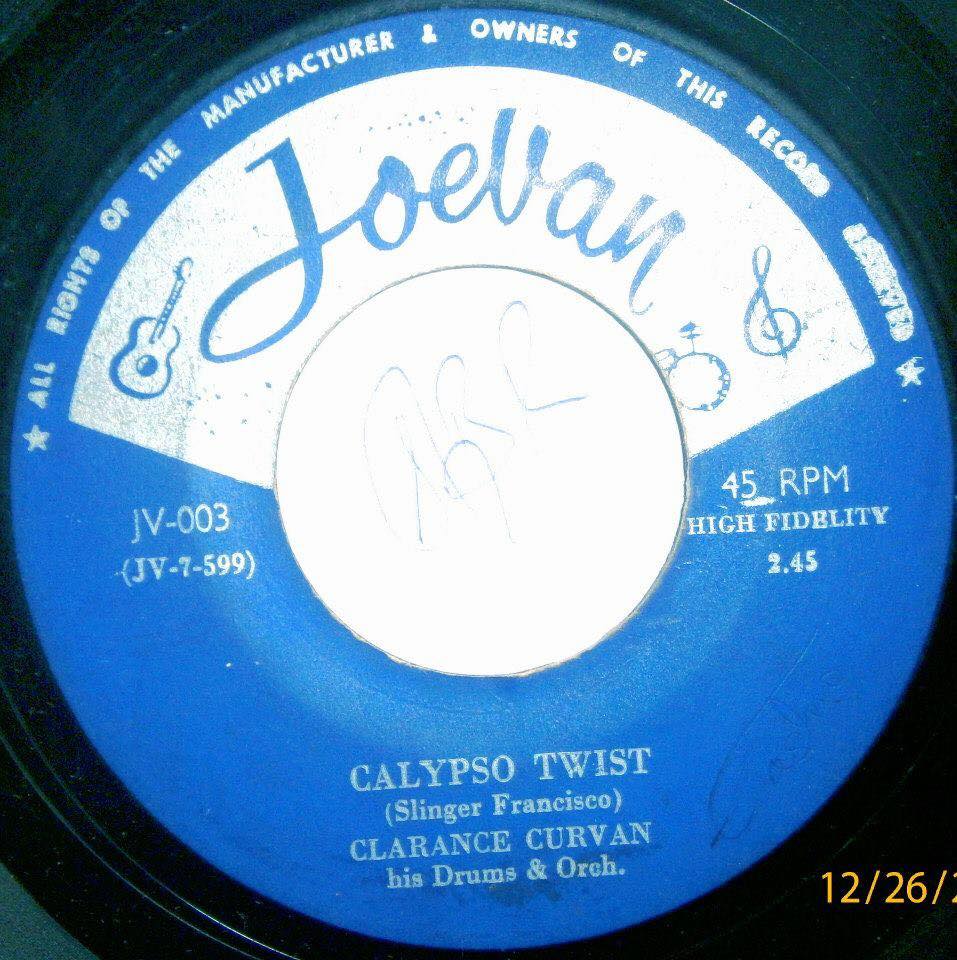 ALL RIGHTS OF THE MANUFACTURER & OWNERS OF THIS RECORD RESERVED
Joevan
JV-003
(JV-7-599)
45 RPM
HIGH FIDELITY
2.45
CALYPSO TWIST
(Slinger Francisco)
CLARANCE CURVAN
his Drums & Orch.
12/26/2